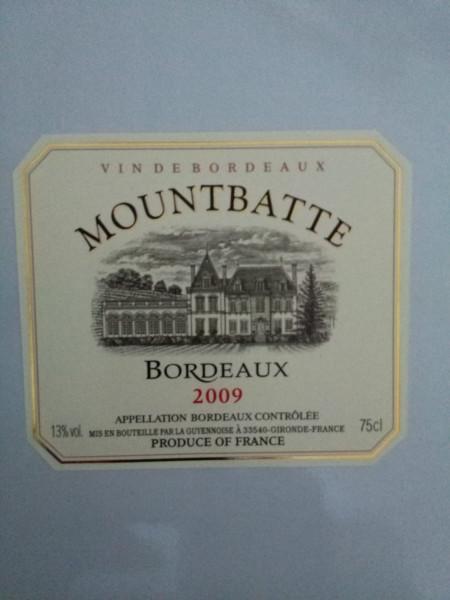 VIN DE BORDEAUX
MOUNTBATTE
BORDEAUX
2009
APPELLATION BORDEAUX CONTRÔLÉE
13% vol. MIS EN BOUTEILLE PAR LA GUYENNOISE À 33540-GIRONDE-FRANCE 75cl
PRODUCE OF FRANCE